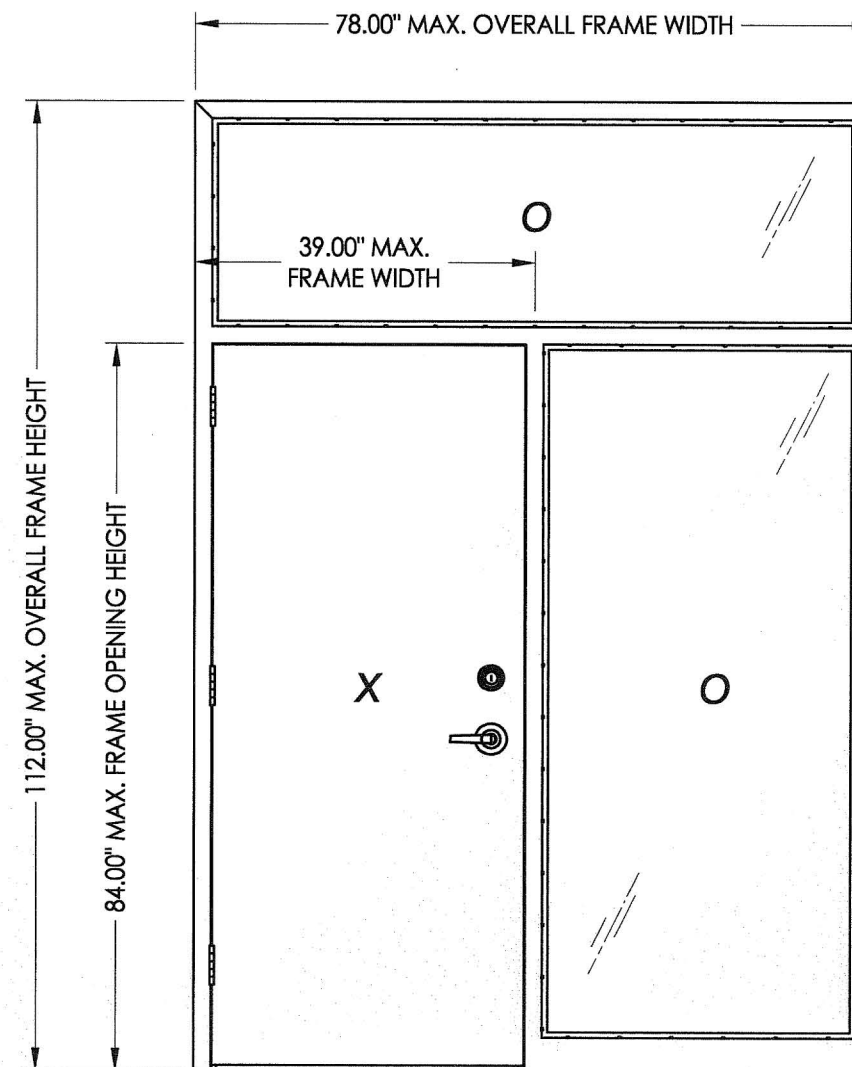 78.00" MAX. OVERALL FRAME WIDTH
O
39.00" MAX.
FRAME WIDTH
112.00" MAX. OVERALL FRAME HEIGHT
84.00" MAX. FRAME OPENING HEIGHT
X
O